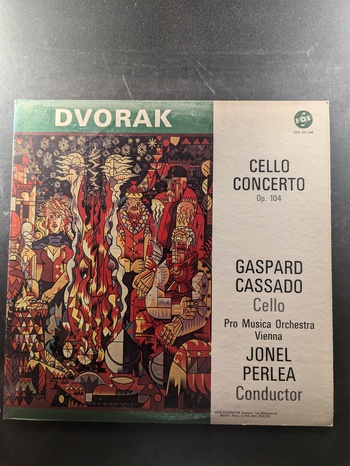 DVORAK
VOX
CELLO
CONCERTO
Op. 104
GASPARD
CASSADO
Cello
Pro Musica Orchestra
Vienna
JONEL
PERLEA
Conductor